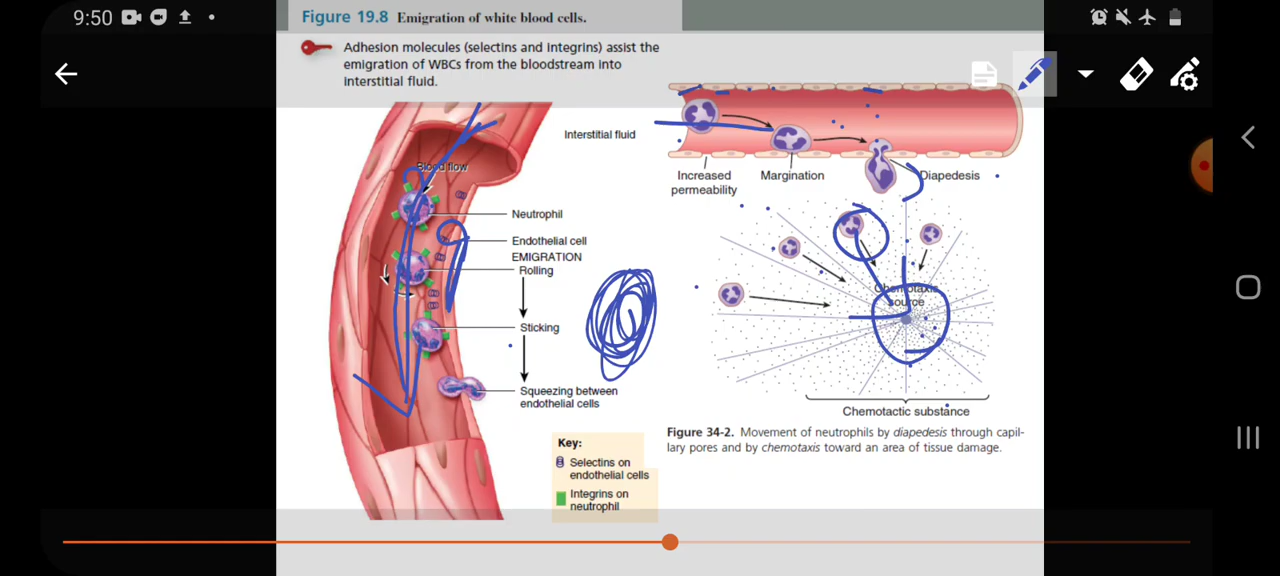 9:50
Figure 19.8 Emigration of white blood cells.
Adhesion molecules (selectins and integrins) assist the
emigration of WBCs from the bloodstream into
interstitial fluid.
Interstitial fluid
Blood flow
Neutrophil
Endothelial cell
EMIGRATION
Rolling
Sticking
Squeezing between
endothelial cells
Key:
Selectins on
endothelial cells
Integrins on
neutrophil
Increased
permeability
Margination
Diapedesis
Chemotaxis
source
Chemotactic substance
Figure 34-2. Movement of neutrophils by diapedesis through capil-
lary pores and by chemotaxis toward an area of tissue damage.